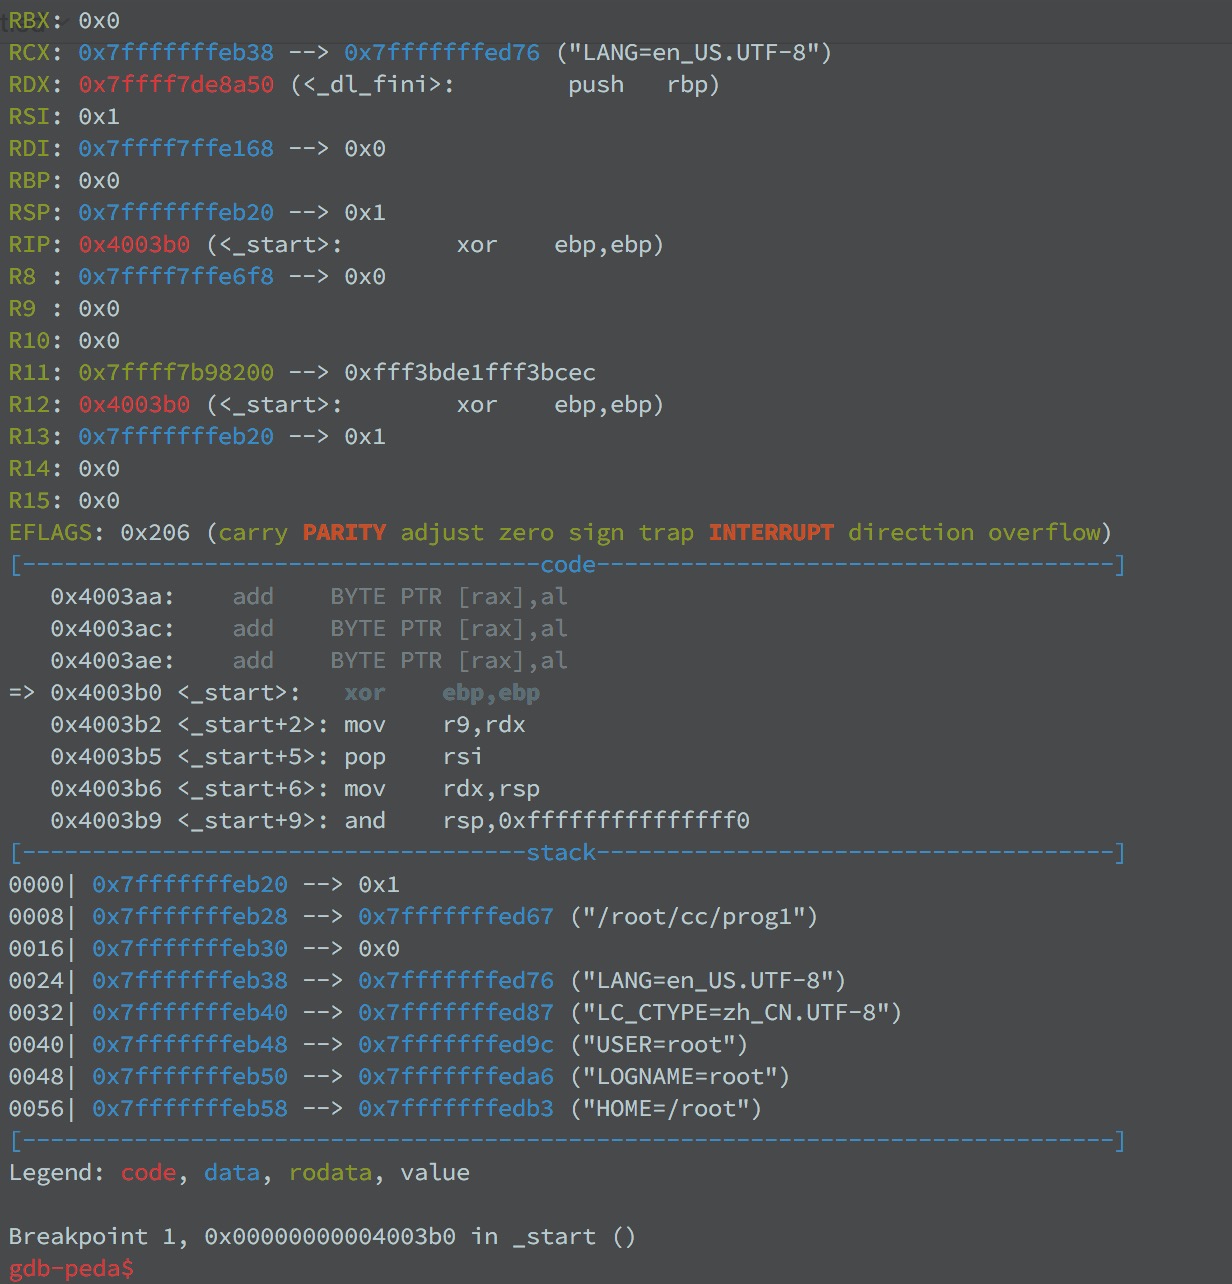 RBX: 0x0
RCX: 0x7fffffffeb38 --> 0x7fffffffed76 ("LANG=en_US.UTF-8")
RDX: 0x7ffff7de8a50 (<_dl_fini>:        push   rbp)
RSI: 0x1
RDI: 0x7ffff7ffe168 --> 0x0
RBP: 0x0
RSP: 0x7fffffffeb20 --> 0x1
RIP: 0x4003b0 (<_start>:        xor    ebp,ebp)
R8 : 0x7ffff7ffe6f8 --> 0x0
R9 : 0x0
R10: 0x0
R11: 0x7ffff7b98200 --> 0xfff3bde1fff3bcec
R12: 0x4003b0 (<_start>:        xor    ebp,ebp)
R13: 0x7fffffffeb20 --> 0x1
R14: 0x0
R15: 0x0
EFLAGS: 0x206 (carry PARITY adjust zero sign trap INTERRUPT direction overflow)
[-------------------------------------code-------------------------------------]
   0x4003aa:    add    BYTE PTR [rax],al
   0x4003ac:    add    BYTE PTR [rax],al
   0x4003ae:    add    BYTE PTR [rax],al
=> 0x4003b0 <_start>:   xor    ebp,ebp
   0x4003b2 <_start+2>: mov    r9,rdx
   0x4003b5 <_start+5>: pop    rsi
   0x4003b6 <_start+6>: mov    rdx,rsp
   0x4003b9 <_start+9>: and    rsp,0xfffffffffffffff0
[------------------------------------stack-------------------------------------]
0000| 0x7fffffffeb20 --> 0x1
0008| 0x7fffffffeb28 --> 0x7fffffffed67 ("/root/cc/prog1")
0016| 0x7fffffffeb30 --> 0x0
0024| 0x7fffffffeb38 --> 0x7fffffffed76 ("LANG=en_US.UTF-8")
0032| 0x7fffffffeb40 --> 0x7fffffffed87 ("LC_CTYPE=zh_CN.UTF-8")
0040| 0x7fffffffeb48 --> 0x7fffffffed9c ("USER=root")
0048| 0x7fffffffeb50 --> 0x7fffffffeda6 ("LOGNAME=root")
0056| 0x7fffffffeb58 --> 0x7fffffffedb3 ("HOME=/root")
[------------------------------------------------------------------------------]
Legend: code, data, rodata, value
Breakpoint 1, 0x00000000004003b0 in _start ()
gdb-peda$